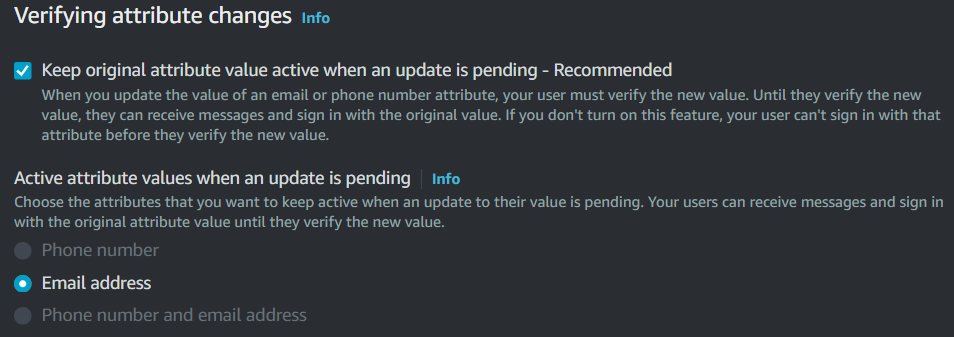 Verifying attribute changes Info
Keep original attribute value active when an update is pending - Recommended
When you update the value of an email or phone number attribute, your user must verify the new value. Until they verify the new
value, they can receive messages and sign in with the original value. If you don't turn on this feature, your user can't sign in with that
attribute before they verify the new value.
Active attribute values when an update is pending Info
Choose the attributes that you want to keep active when an update to their value is pending. Your users can receive messages and sign in
with the original attribute value until they verify the new value.
Phone number
Email address
Phone number and email address